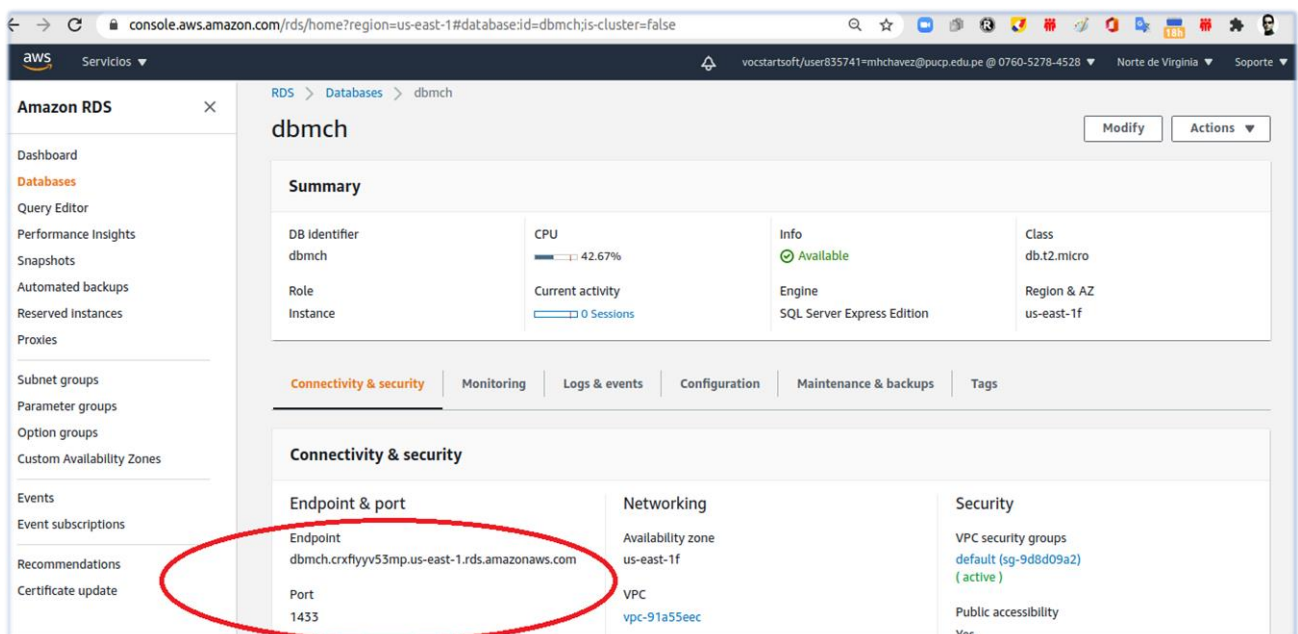 console.aws.amazon.com/rds/home?region=us-east-1#database:id=dbmch;is-cluster=false
18h
aws Servicios ▼ vocstartsoft/user835741=mhchavez@pucp.edu.pe @ 0760-5278-4528 ▼ Norte de Virginia ▼ Soporte ▼
Amazon RDS
Dashboard
Databases
Query Editor
Performance Insights
Snapshots
Automated backups
Reserved instances
Proxies
Subnet groups
Parameter groups
Option groups
Custom Availability Zones
Events
Event subscriptions
Recommendations
Certificate update
RDS > Databases > dbmch
dbmch
Modify Actions ▼
Summary
DB identifier
dbmch
Role
Instance
CPU
42.67%
Current activity
0 Sessions
Info
Available
Engine
SQL Server Express Edition
Class
db.t2.micro
Region & AZ
us-east-1f
Connectivity & security Monitoring Logs & events Configuration Maintenance & backups Tags
Connectivity & security
Endpoint & port
Endpoint
dbmch.crxflyyv53mp.us-east-1.rds.amazonaws.com
Port
1433
Networking
Availability zone
us-east-1f
VPC
vpc-91a55eec
Security
VPC security groups
default (sg-9d8d09a2)
( active )
Public accessibility
Yes